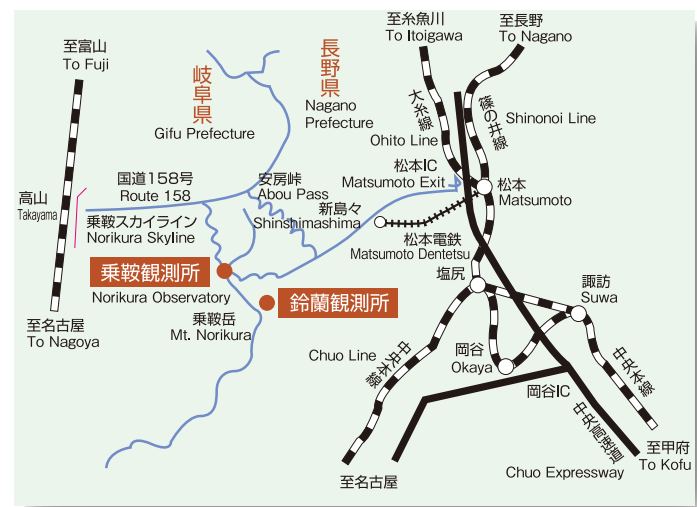 至富山
To Fuji
岐阜県
Gifu Prefecture
長野県
Nagano
Prefecture
至糸魚川
To Itoigawa
至長野
To Nagano
大糸線
Ohito Line
篠の井線
Shinonoi Line
松本IC
Matsumoto Exit
松本
Matsumoto
国道158号
Route 158
安房峠
Abou Pass
高山
Takayama
乗鞍スカイライン
Norikura Skyline
新島々
Shinshimashima
松本電鉄
Matsumoto Dentetsu
乗鞍観測所
Norikura Observatory
鈴蘭観測所
乗鞍岳
Mt. Norikura
塩尻
諏訪
Suwa
至名古屋
To Nagoya
Chuo Line
中央本線
岡谷
Okaya
岡谷IC
中央本線
中央高速道
Chuo Expressway
至甲府
To Kofu
至名古屋